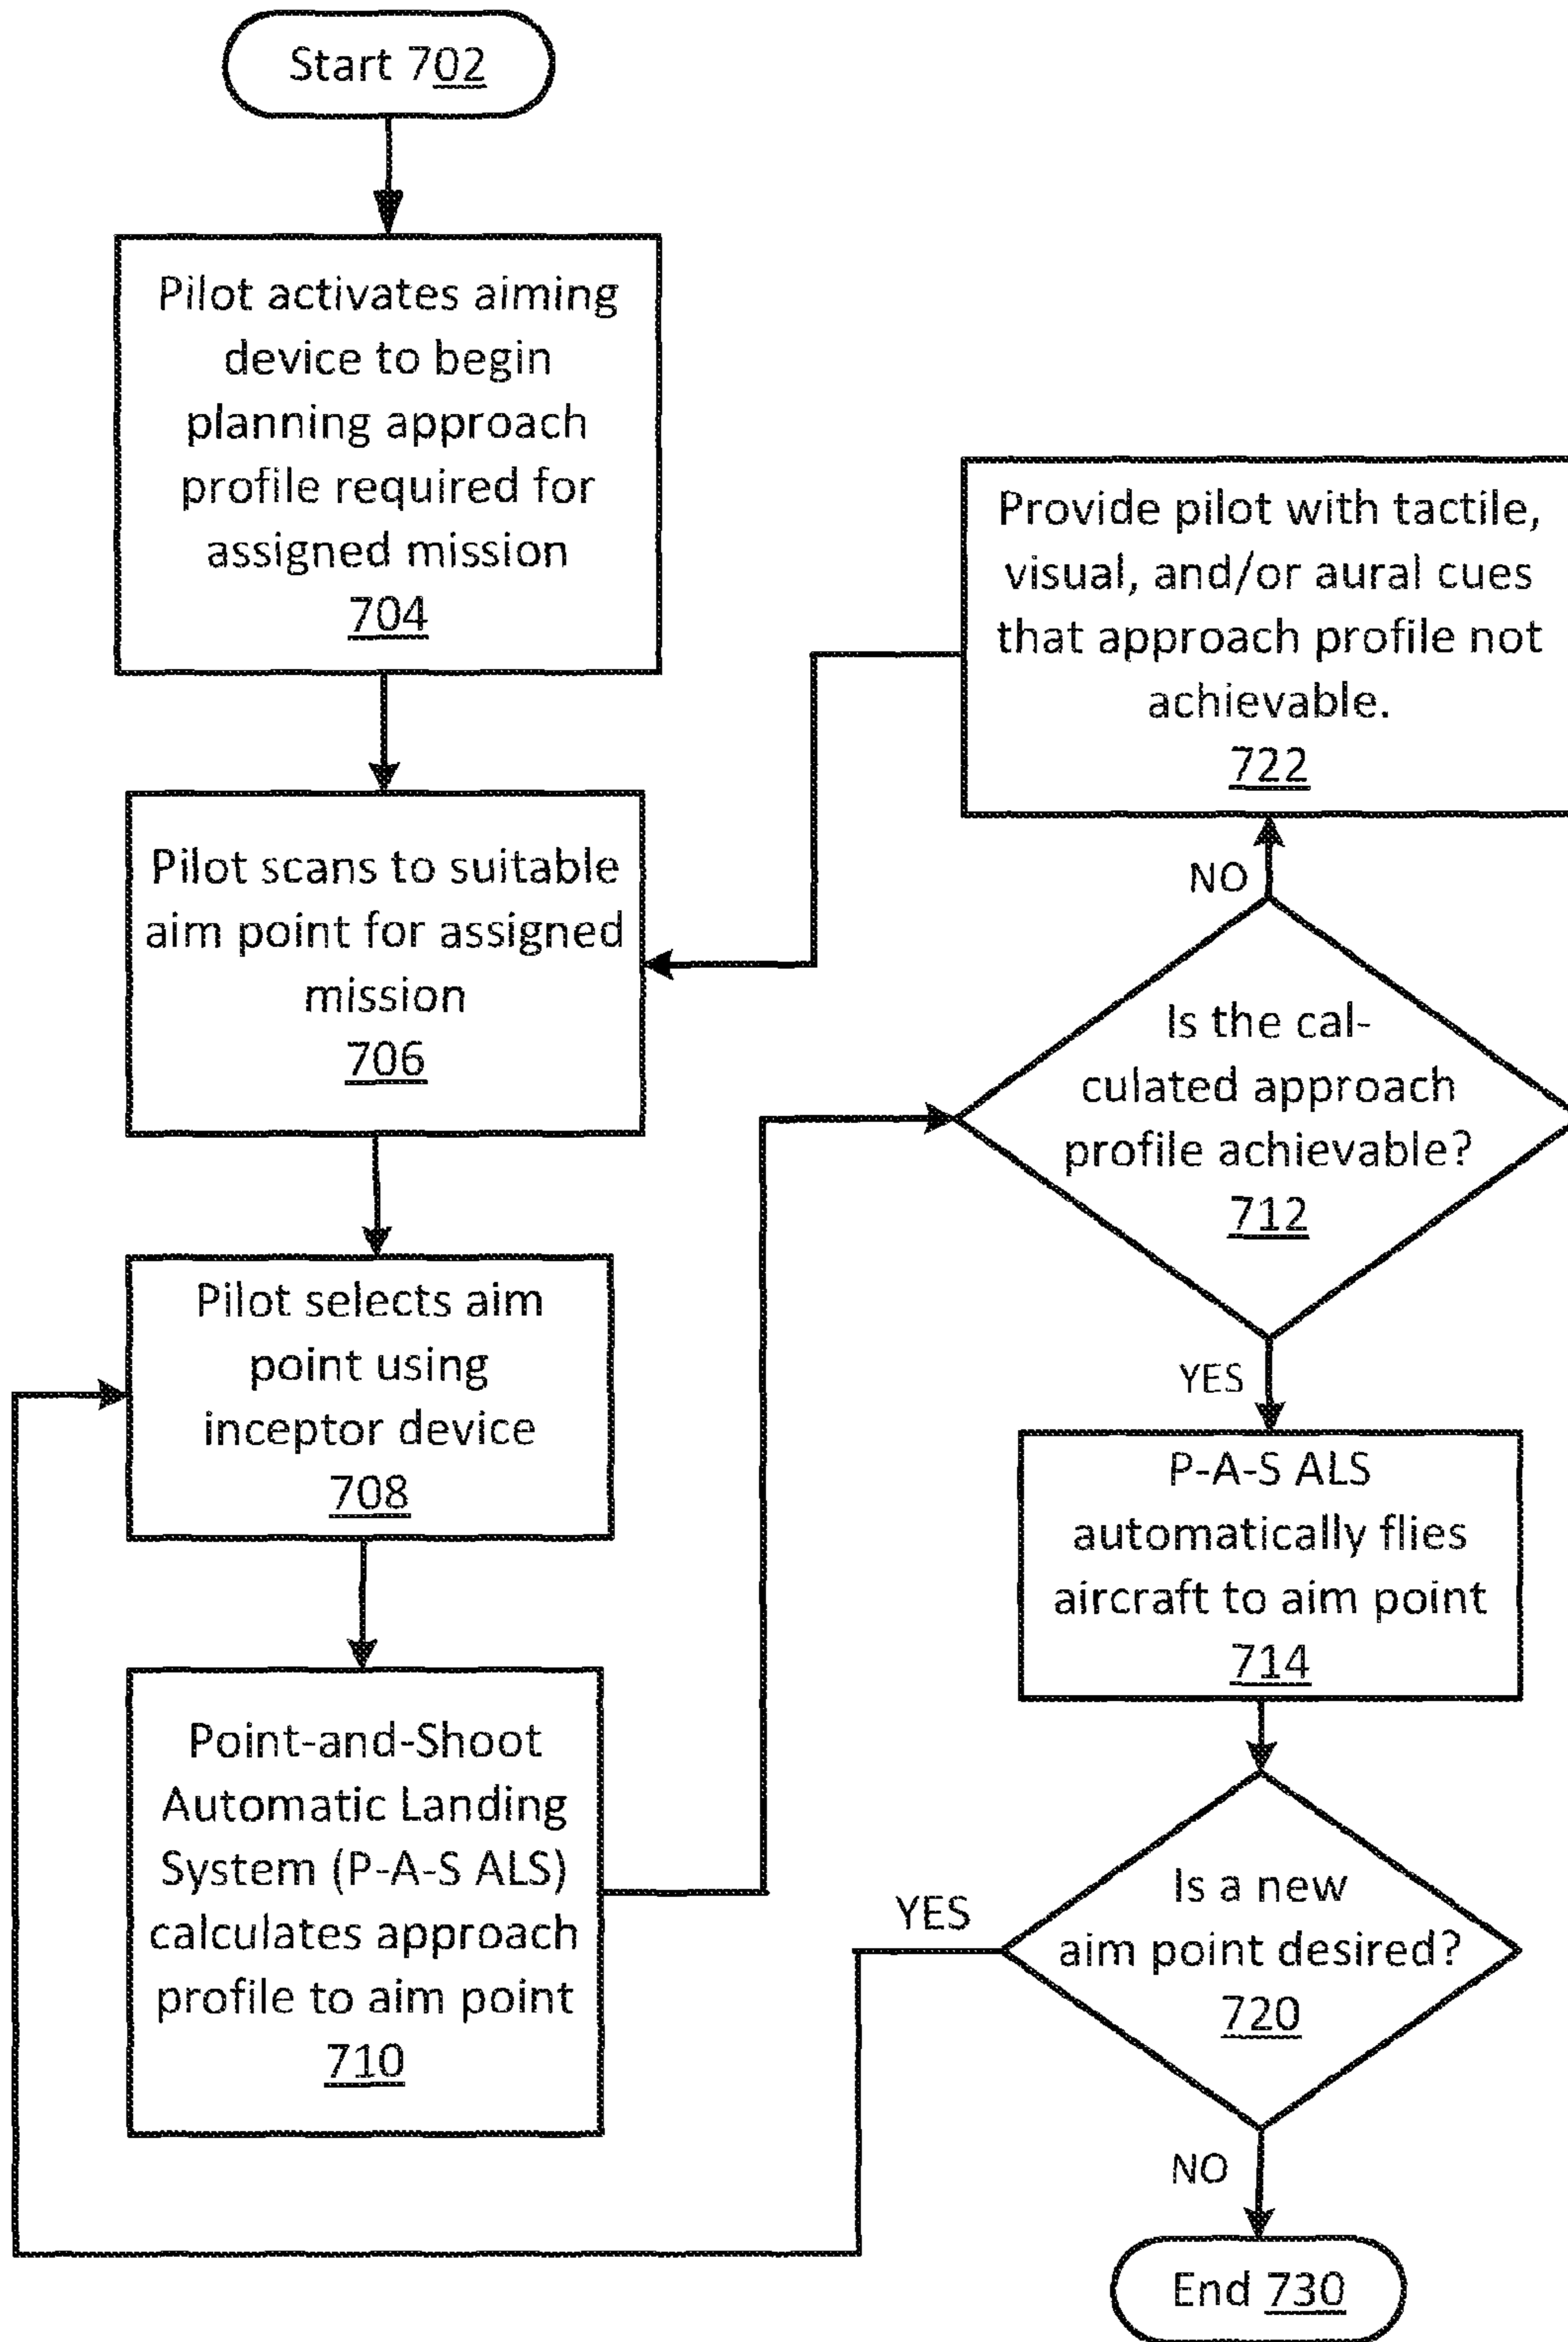 Start 702
Pilot activates aiming
device to begin
planning approach
profile required for
assigned mission
704
Pilot scans to suitable
aim point for assigned
mission
706
Pilot selects aim
point using
inceptor device
708
Point-and-Shoot
Automatic Landing
System (P-A-S ALS)
calculates approach
profile to aim point
710
Provide pilot with tactile,
visual, and/or aural cues
that approach profile not
achievable.
722
NO
Is the cal-
culated approach
profile achievable?
712
YES
P-A-S ALS
automatically flies
aircraft to aim point
714
YES
Is a new
aim point desired?
720
NO
End 730